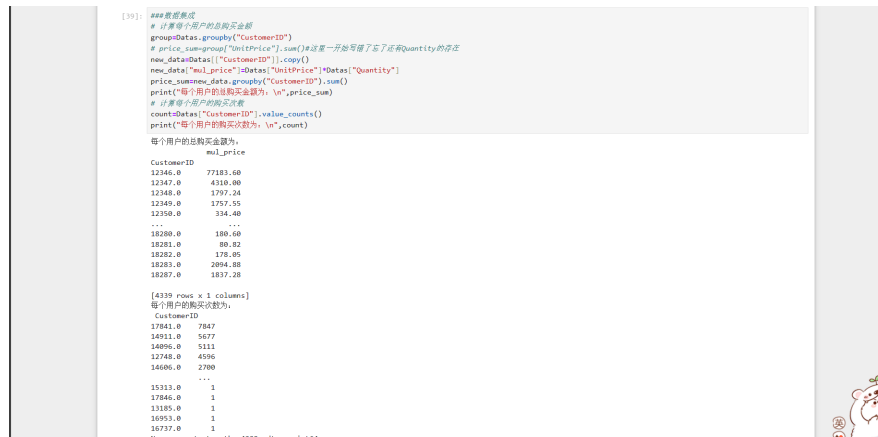 [39]: ###数据集成
# 计算每个用户的总购买金额
group=Datas.groupby("CustomerID")
# price_sum=group["UnitPrice"].sum()#这里一开始写错了忘了还有Quantity的存在
new_data=Datas[["CustomerID"]].copy()
new_data["mul_price"]=Datas["UnitPrice"]*Datas["Quantity"]
price_sum=new_data.groupby("CustomerID").sum()
print("每个用户的总购买金额为：\n",price_sum)
# 计算每个用户的购买次数
count=Datas["CustomerID"].value_counts()
print("每个用户的购买次数为：\n",count)
每个用户的总购买金额为：
mul_price
CustomerID
12346.0 77183.60
12347.0 4310.00
12348.0 1797.24
12349.0 1757.55
12350.0 334.40
... ...
18280.0 180.60
18281.0 80.82
18282.0 178.05
18283.0 2094.88
18287.0 1837.28
[4339 rows x 1 columns]
每个用户的购买次数为：
CustomerID
17841.0 7847
14911.0 5677
14096.0 5111
12748.0 4596
14606.0 2700
...
15313.0 1
17846.0 1
13185.0 1
16953.0 1
16737.0 1
英